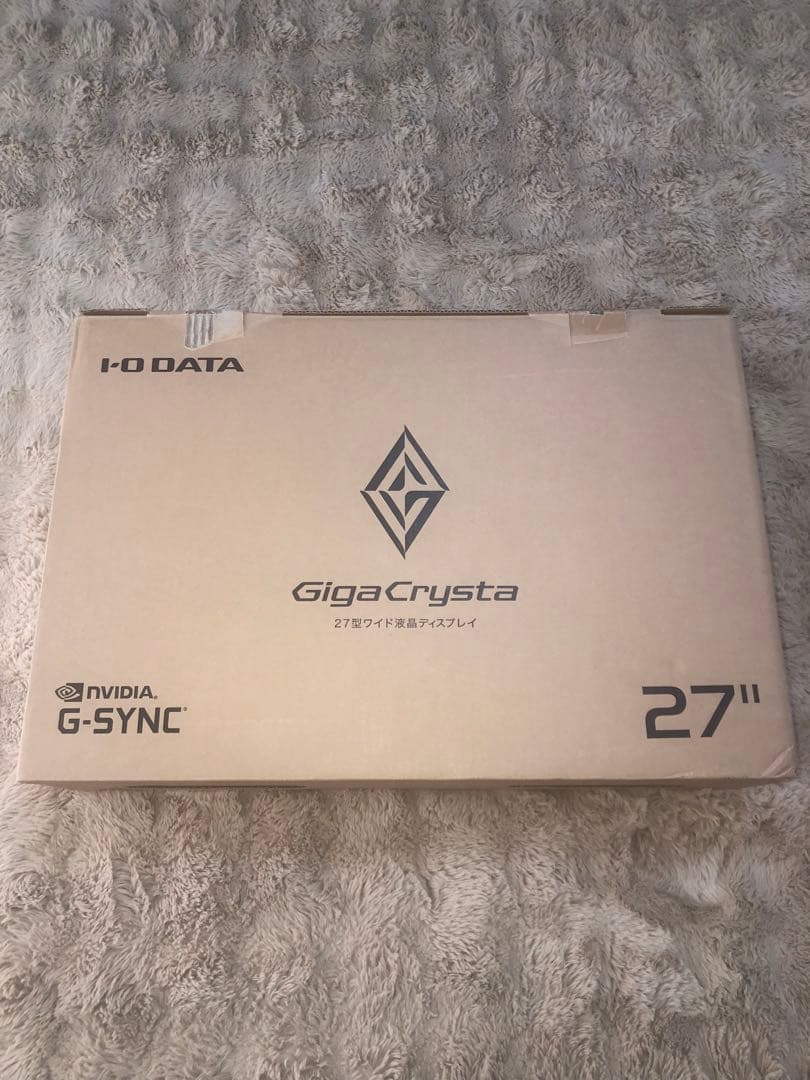 I-O DATA
GigaCrysta
27型ワイド液晶ディスプレイ
NVIDIA.
G-SYNC®
27"